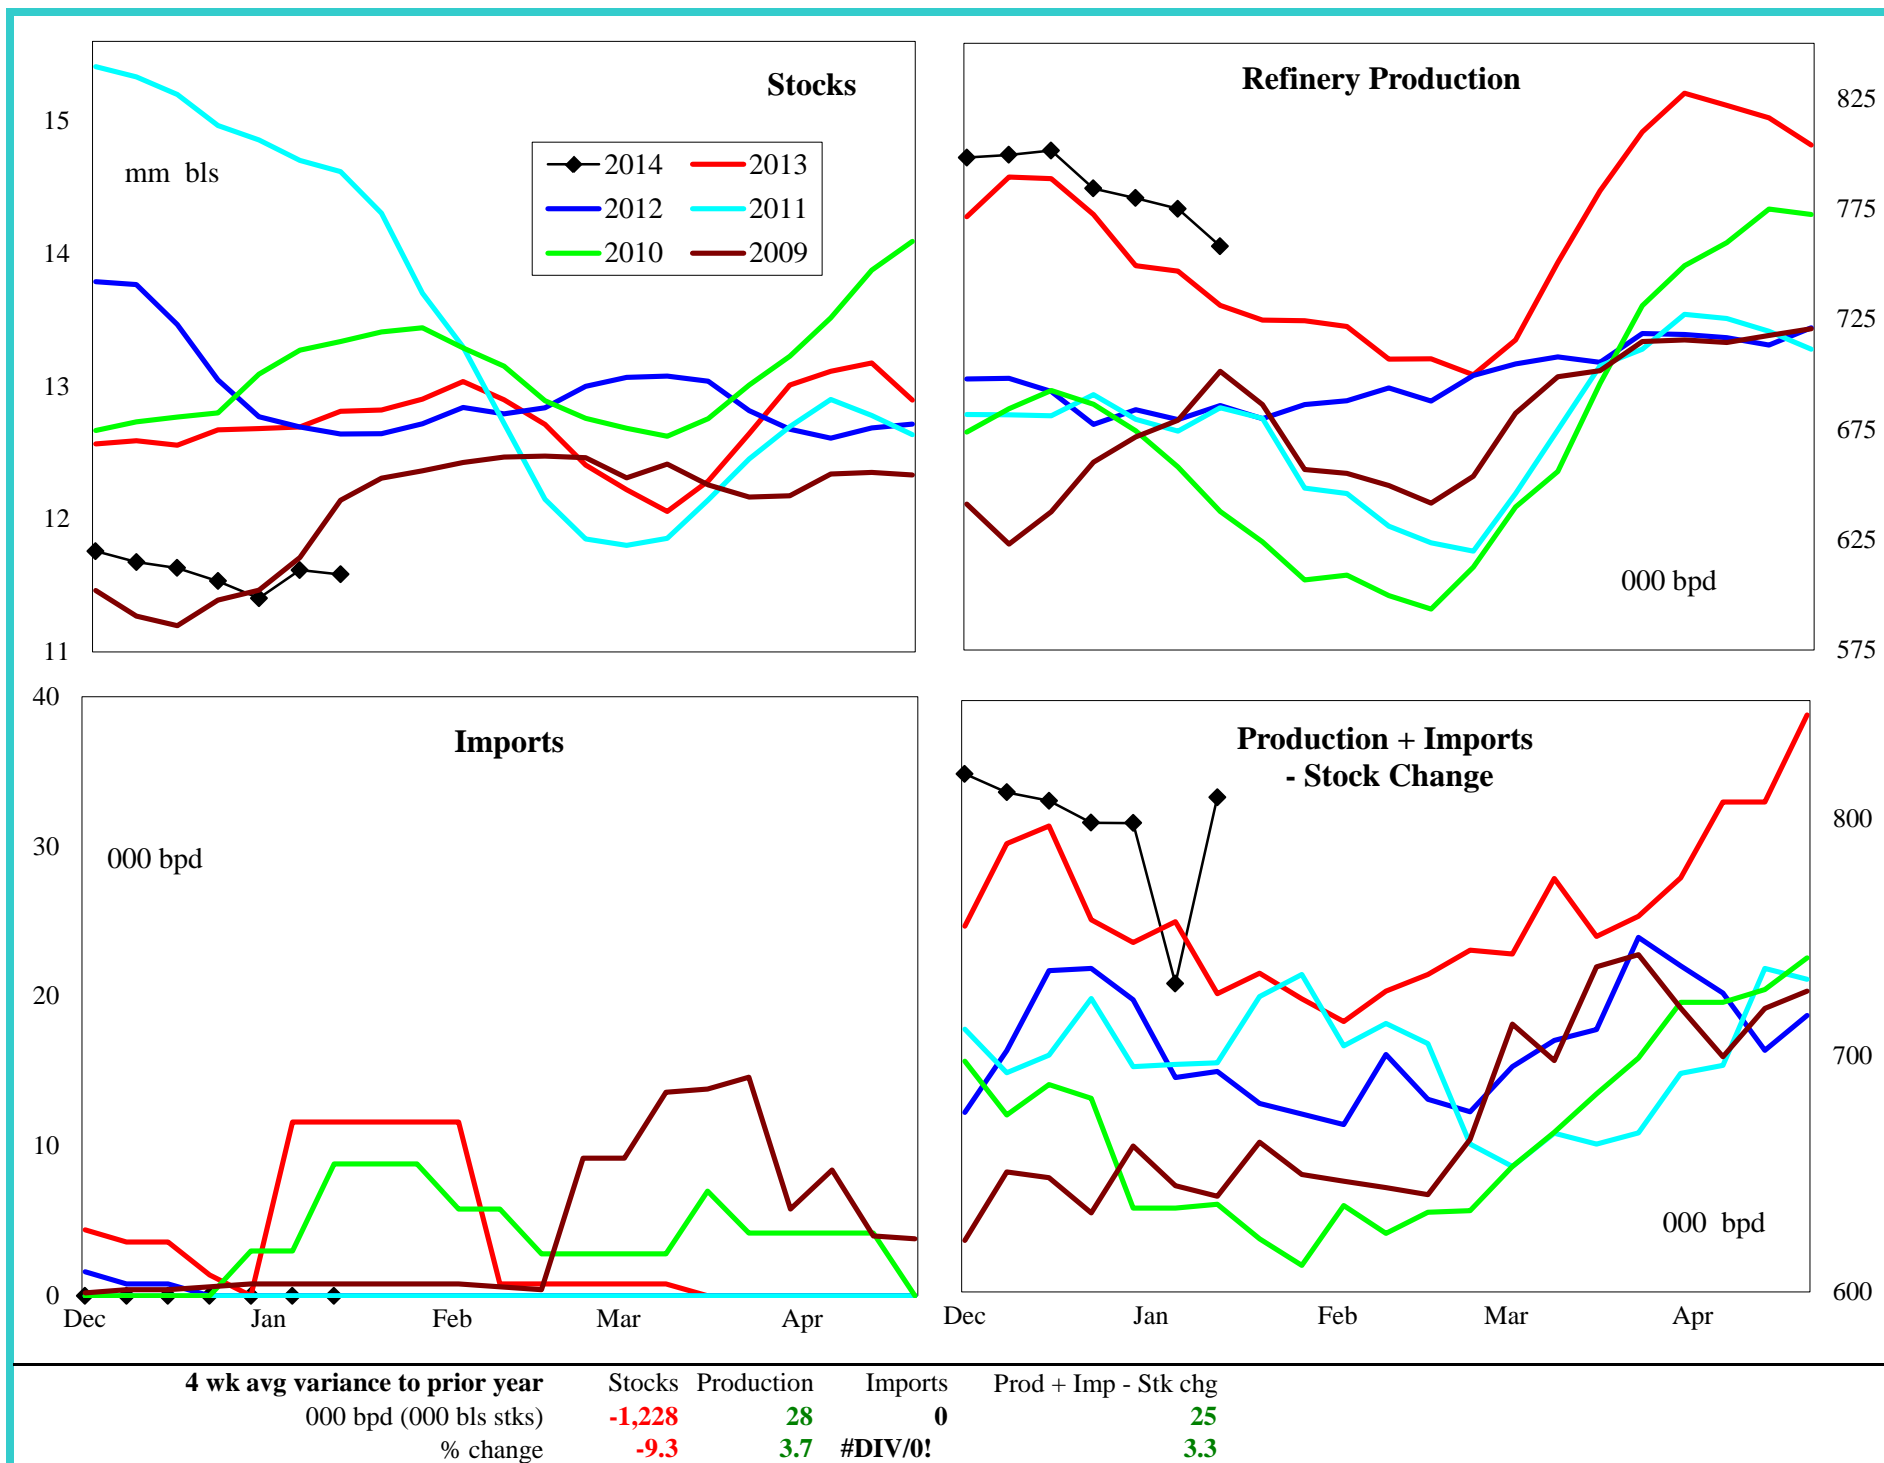 Stocks
15
14
13
12
11
mm  bls
2014
2013
2012
2011
2010
2009
Refinery Production
825
775
725
675
625
575
000 bpd
Imports
40
30
20
10
0
000 bpd
Dec Jan Feb Mar Apr
Production + Imports
- Stock Change
800
700
600
000  bpd
Dec Jan Feb Mar Apr
4 wk avg variance to prior year Stocks Production Imports Prod + Imp - Stk chg
000 bpd (000 bls stks) -1,228 28 0 25
% change -9.3 3.7 #DIV/0! 3.3